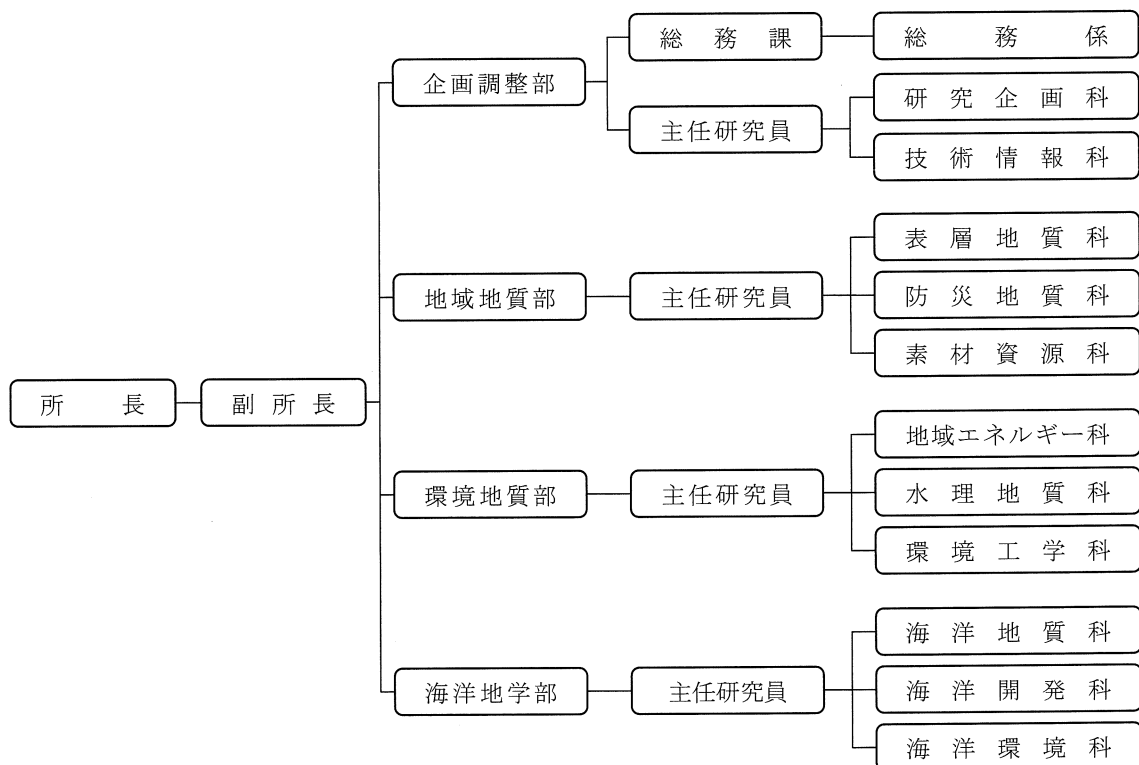 所長
副所長
企画調整部
総務課
総務係
主任研究員
研究企画科
技術情報科
地域地質部
主任研究員
表層地質科
防災地質科
素材資源科
環境地質部
主任研究員
地域エネルギー科
水理地質科
環境工学科
海洋地学部
主任研究員
海洋地質科
海洋開発科
海洋環境科